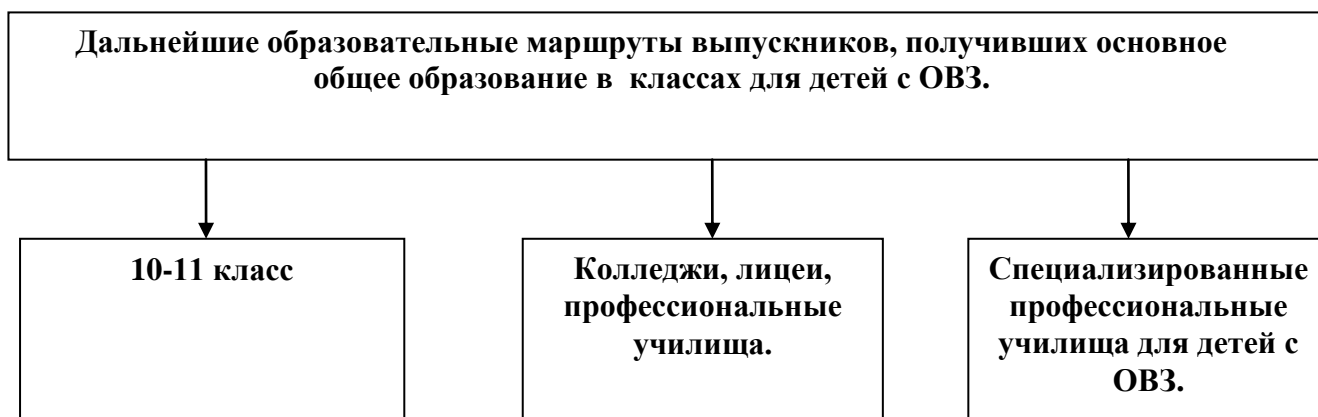 Дальнейшие образовательные маршруты выпускников, получивших основное
общее образование в классах для детей с ОВЗ.
10-11 класс
Колледжи, лицеи,
профессиональные
училища.
Специализированные
профессиональные
училища для детей с
ОВЗ.